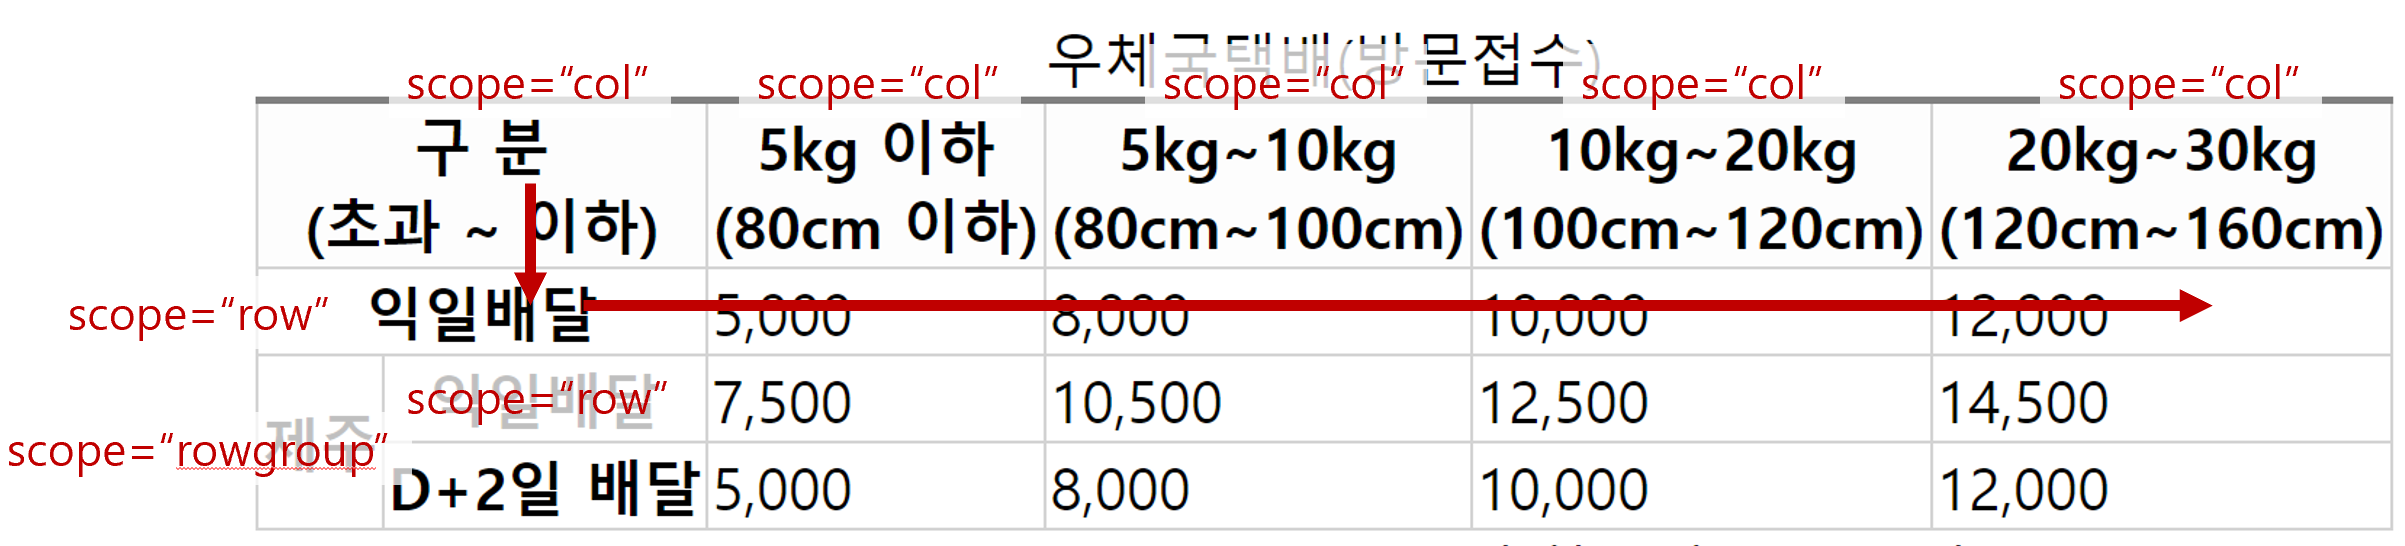 우체국택배(방문접수)
scope=“col” scope=“col” scope=“col” scope=“col” scope=“col”
구 분 5kg 이하 5kg~10kg 10kg~20kg 20kg~30kg
(초과 ~ 이하) (80cm 이하) (80cm~100cm) (100cm~120cm) (120cm~160cm)
scope=“row” 익일배달 5,000 8,000 10,000 12,000
scope=“row” 익일배달 7,500 10,500 12,500 14,500
scope=“rowgroup” 제주
D+2일 배달 5,000 8,000 10,000 12,000